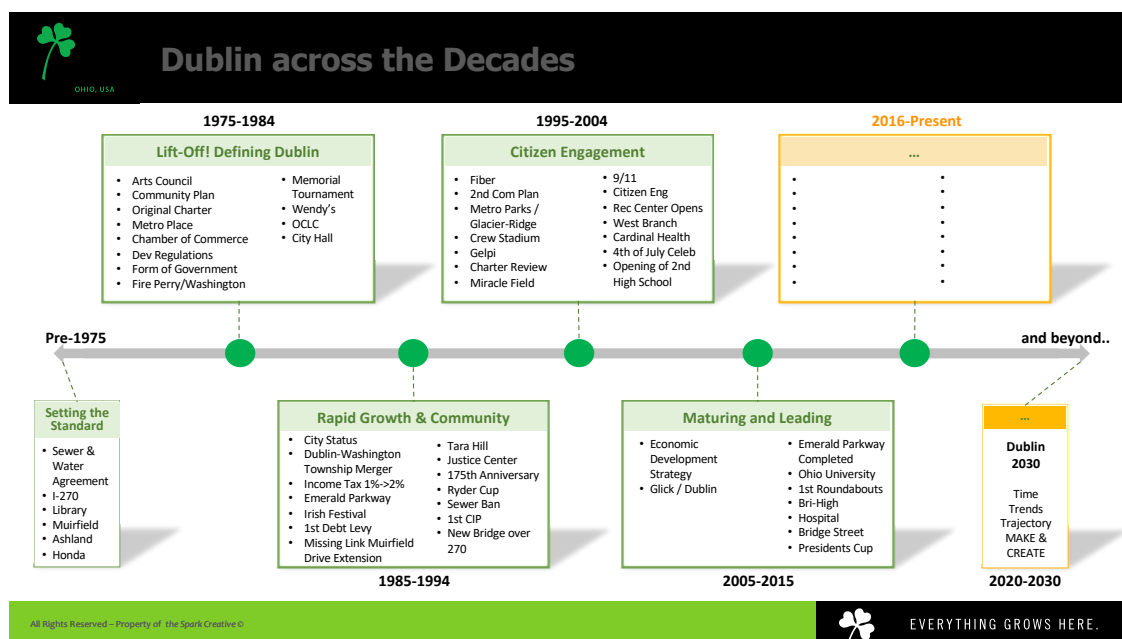 OHIO, USA
Dublin across the Decades
1975-1984
Lift-Off! Defining Dublin
• Arts Council
• Community Plan
• Original Charter
• Metro Place
• Chamber of Commerce
• Dev Regulations
• Form of Government
• Fire Perry/Washington
• Memorial
Tournament
• Wendy's
• OCLC
• City Hall
1995-2004
Citizen Engagement
• Fiber
• 2nd Com Plan
• Metro Parks /
Glacier-Ridge
• Crew Stadium
• Gelpi
• Charter Review
• Miracle Field
• 9/11
• Citizen Eng
• Rec Center Opens
• West Branch
• Cardinal Health
• 4th of July Celeb
• Opening of 2nd
High School
2016-Present
...
Pre-1975
and beyond..
Setting the
Standard
• Sewer &
Water
Agreement
• I-270
• Library
• Muirfield
• Ashland
• Honda
Rapid Growth & Community
• City Status
• Dublin-Washington
Township Merger
• Income Tax 1%->2%
• Emerald Parkway
• Irish Festival
• 1st Debt Levy
• Missing Link Muirfield
Drive Extension
• Tara Hill
• Justice Center
• 175th Anniversary
• Ryder Cup
• Sewer Ban
• 1st CIP
• New Bridge over
270
1985-1994
Maturing and Leading
• Economic
Development
Strategy
• Glick / Dublin
• Emerald Parkway
Completed
• Ohio University
• 1st Roundabouts
• Bri-High
• Hospital
• Bridge Street
• Presidents Cup
2005-2015
...
Dublin
2030
Time
Trends
Trajectory
MAKE &
CREATE
2020-2030
All Rights Reserved – Property of the Spark Creative ©
EVERYTHING GROWS HERE.